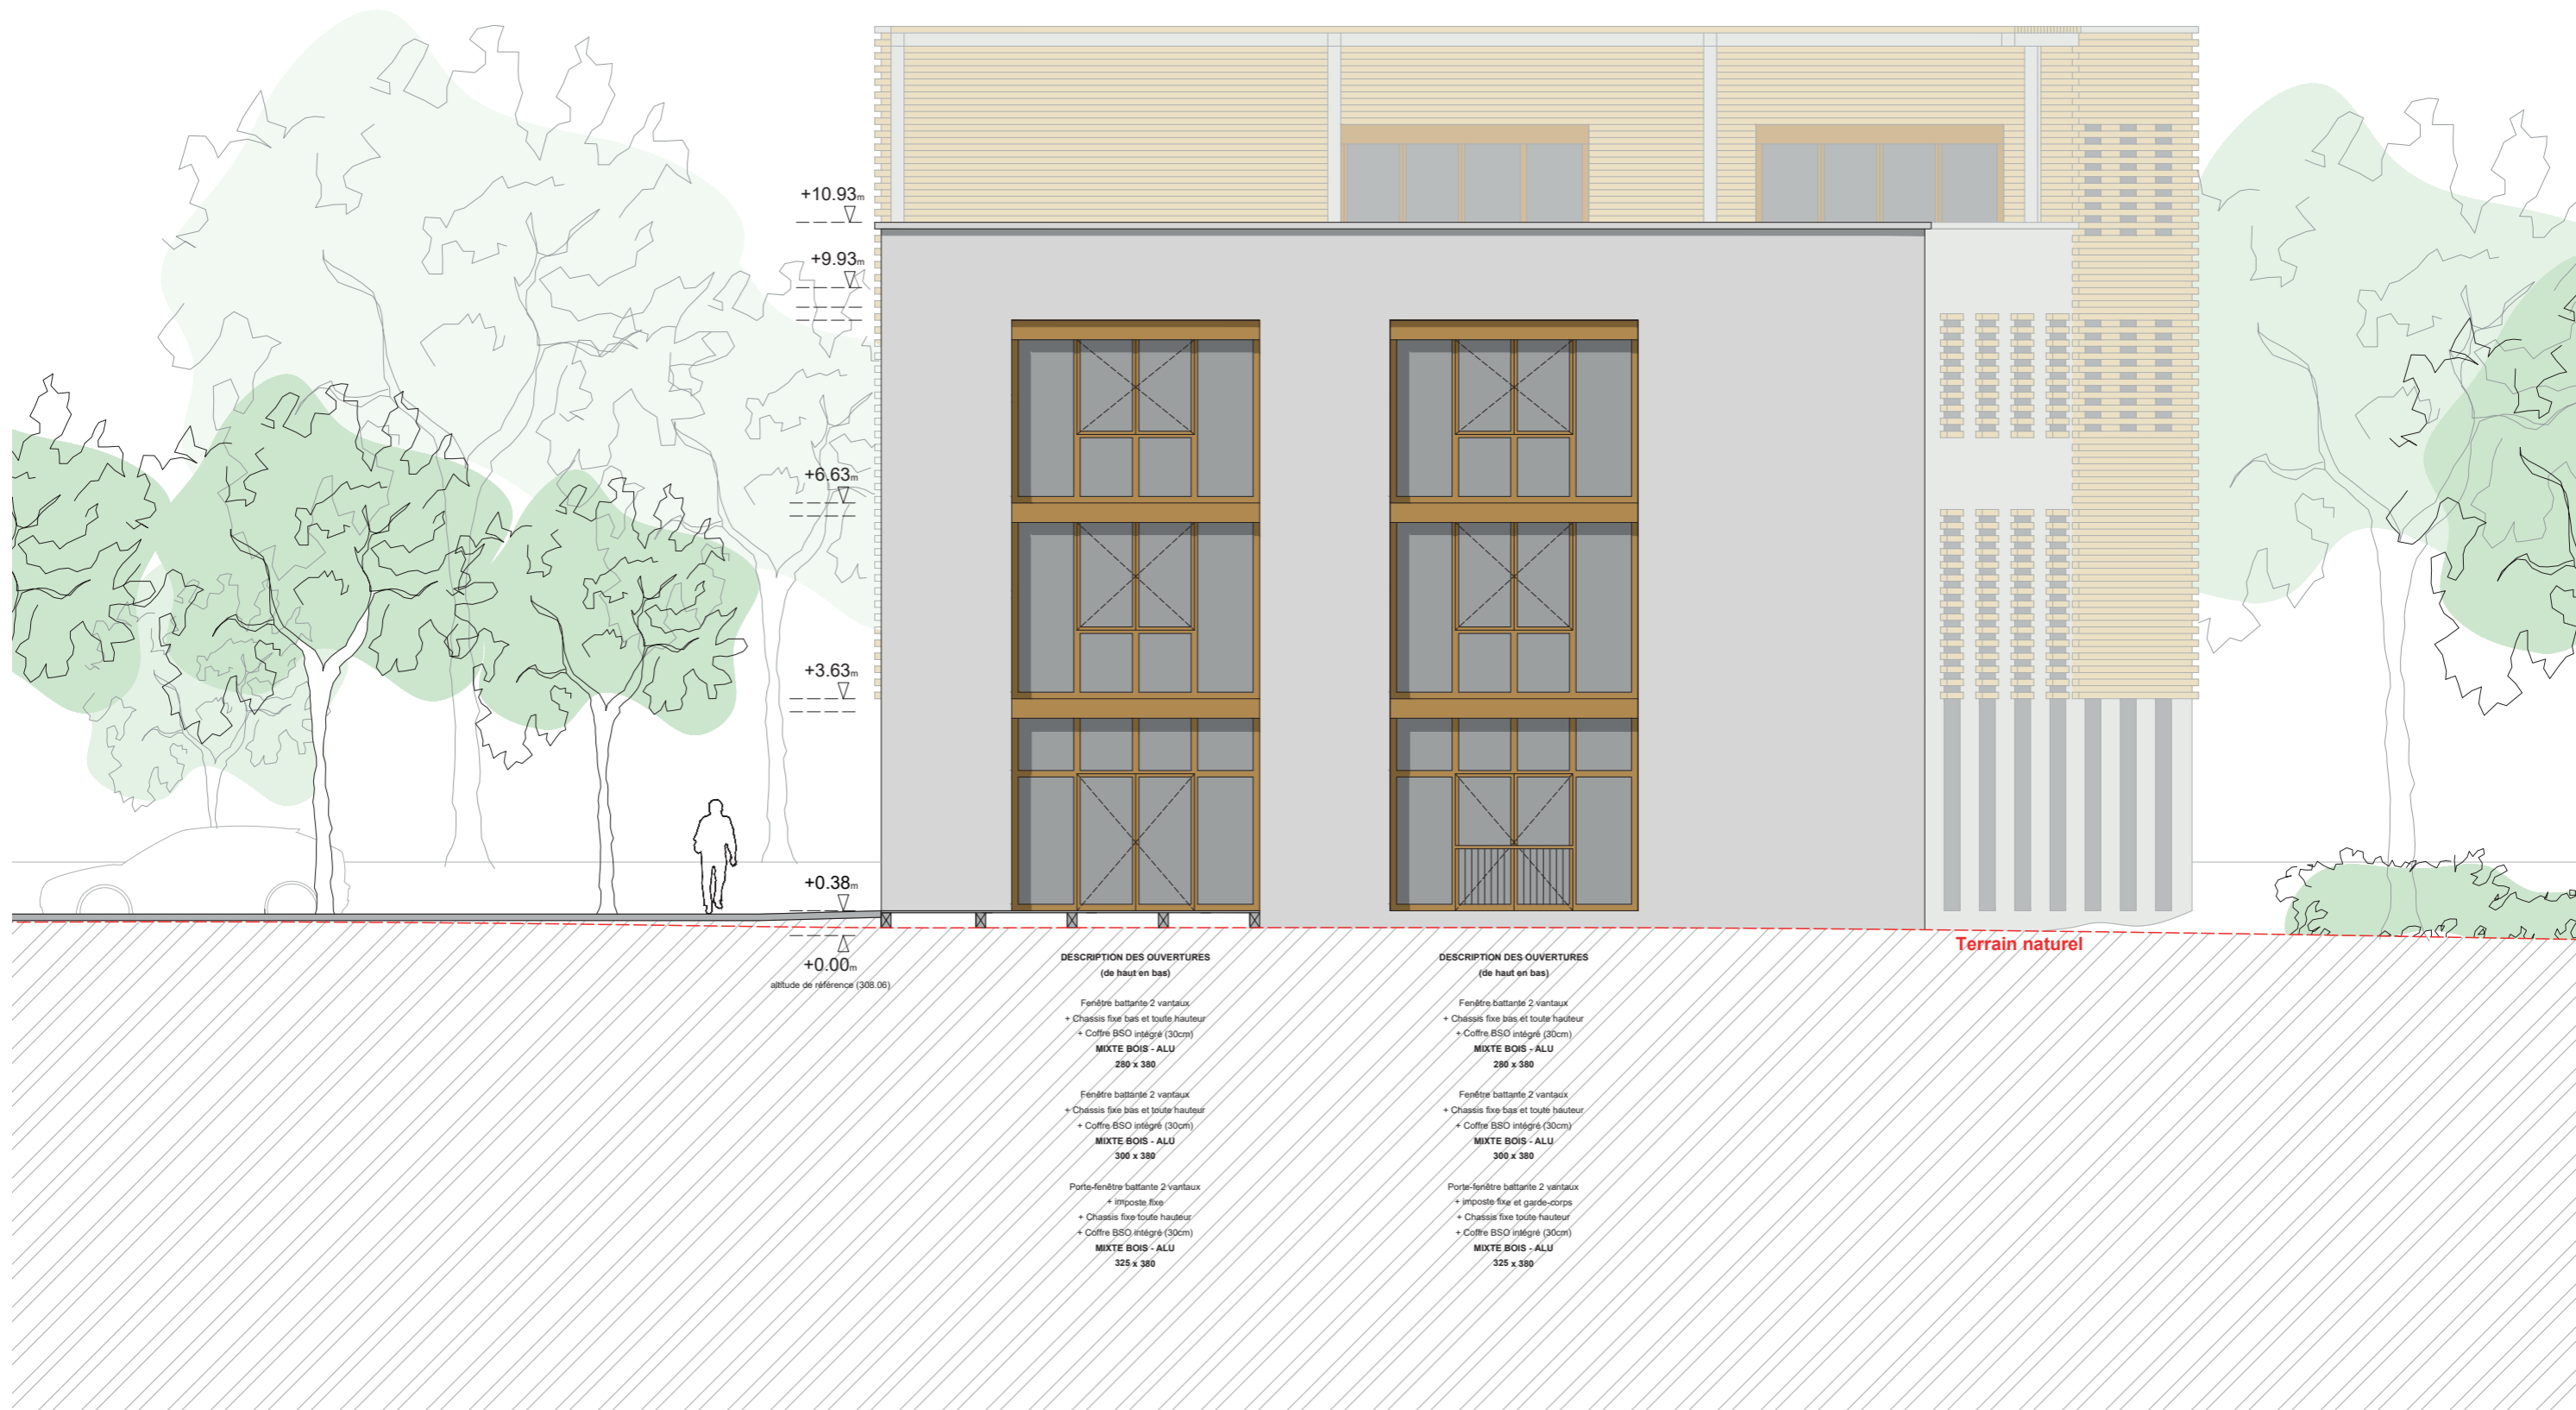 +10.93m
+9.93m
+6.63m
+3.63m
+0.38m
+0.00m
altitude de référence (308.06)
Terrain naturel
DESCRIPTION DES OUVERTURES
(de haut en bas)
Fenêtre battante 2 vantaux
+ Chassis fixe bas et toute hauteur
+ Coffre BSO intégré (30cm)
MIXTE BOIS - ALU
280 x 380
Fenêtre battante 2 vantaux
+ Chassis fixe bas et toute hauteur
+ Coffre BSO intégré (30cm)
MIXTE BOIS - ALU
300 x 380
Porte-fenêtre battante 2 vantaux
+ imposte fixe
+ Chassis fixe toute hauteur
+ Coffre BSO intégré (30cm)
MIXTE BOIS - ALU
325 x 380
DESCRIPTION DES OUVERTURES
(de haut en bas)
Fenêtre battante 2 vantaux
+ Chassis fixe bas et toute hauteur
+ Coffre BSO intégré (30cm)
MIXTE BOIS - ALU
280 x 380
Fenêtre battante 2 vantaux
+ Chassis fixe bas et toute hauteur
+ Coffre BSO intégré (30cm)
MIXTE BOIS - ALU
300 x 380
Porte-fenêtre battante 2 vantaux
+ imposte fixe et garde-corps
+ Chassis fixe toute hauteur
+ Coffre BSO intégré (30cm)
MIXTE BOIS - ALU
325 x 380